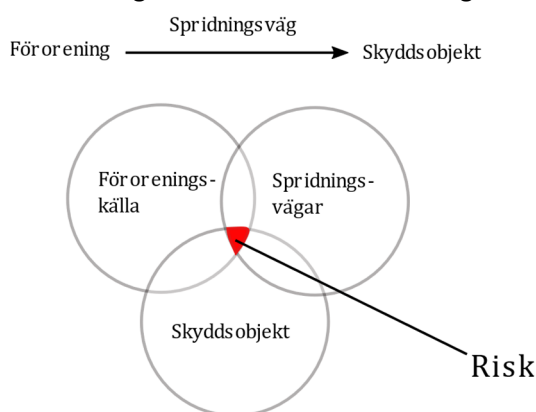 Spridningsväg
Förorening
Skyddsobjekt
Förorenings-
källa
Spridnings-
vägar
Skyddsobjekt
Risk